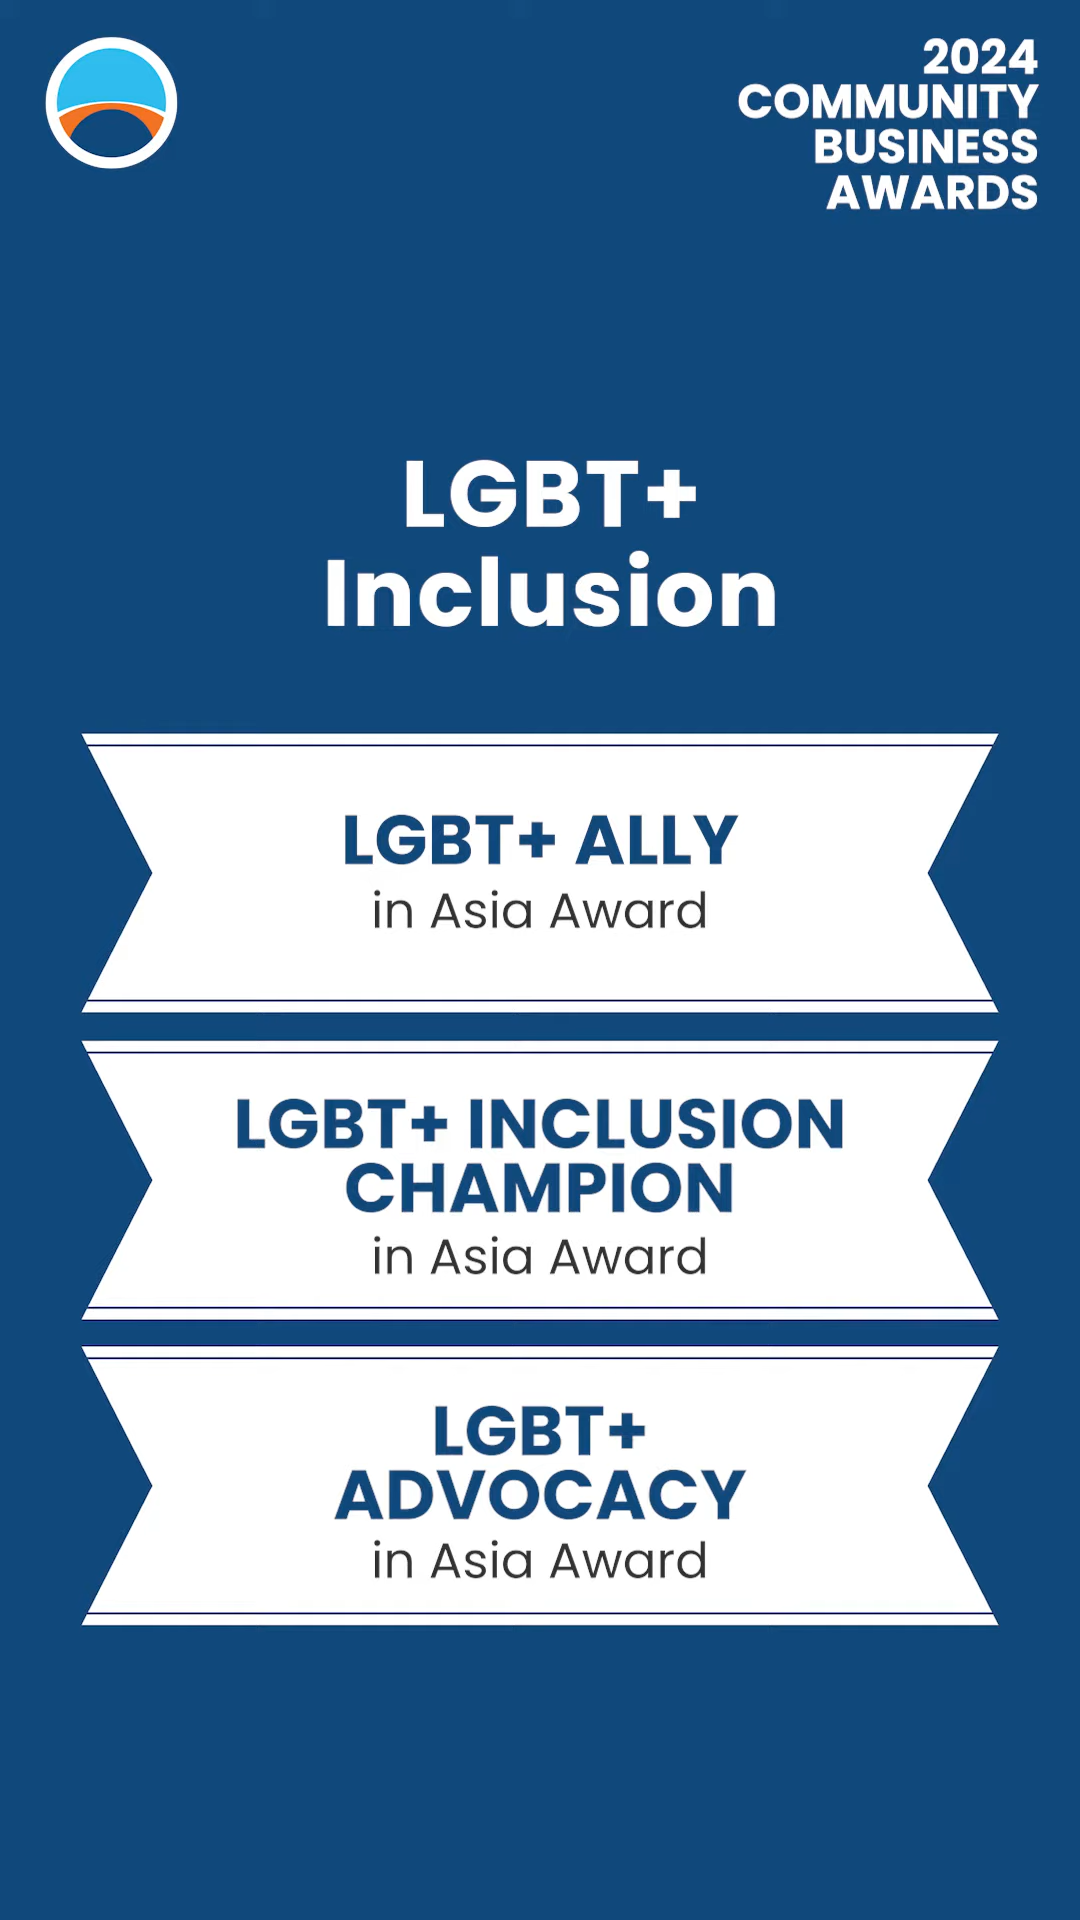 2024
COMMUNITY
BUSINESS
AWARDS
LGBT+
Inclusion
LGBT+ ALLY
in Asia Award
LGBT+ INCLUSION
CHAMPION
in Asia Award
LGBT+
ADVOCACY
in Asia Award